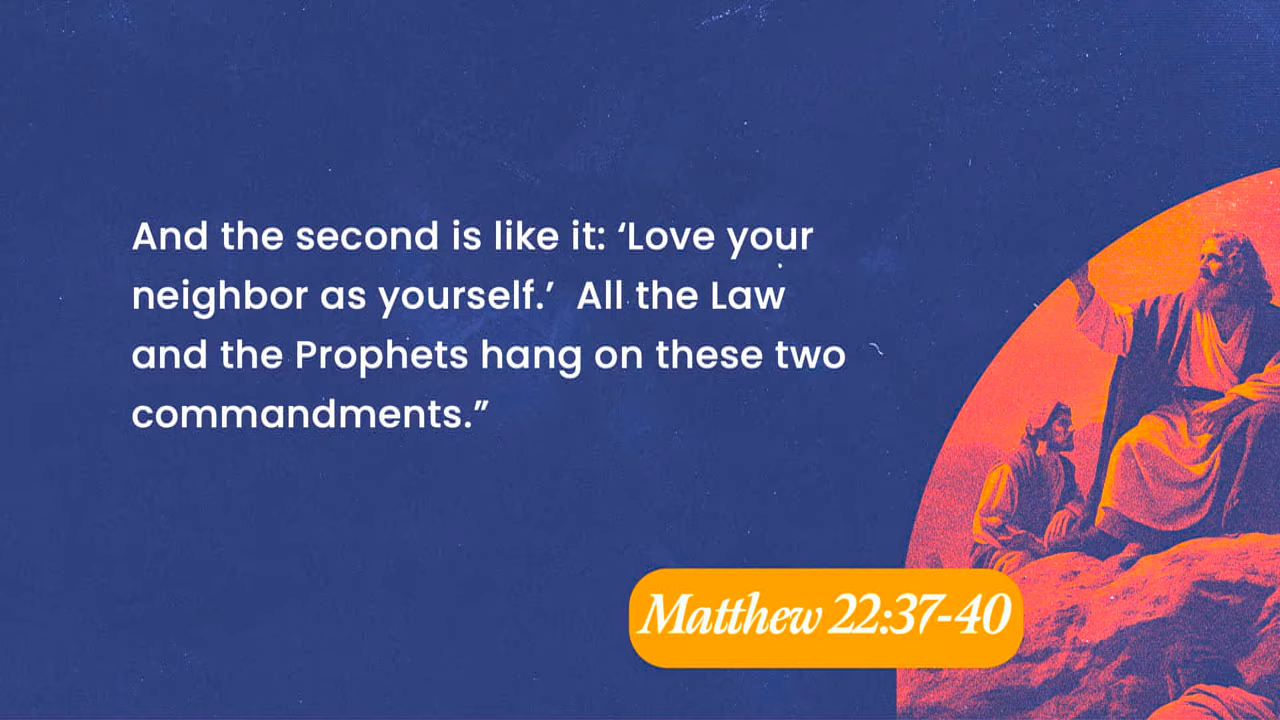 And the second is like it: ‘Love your
neighbor as yourself.’  All the Law
and the Prophets hang on these two
commandments.”
Matthew 22:37-40